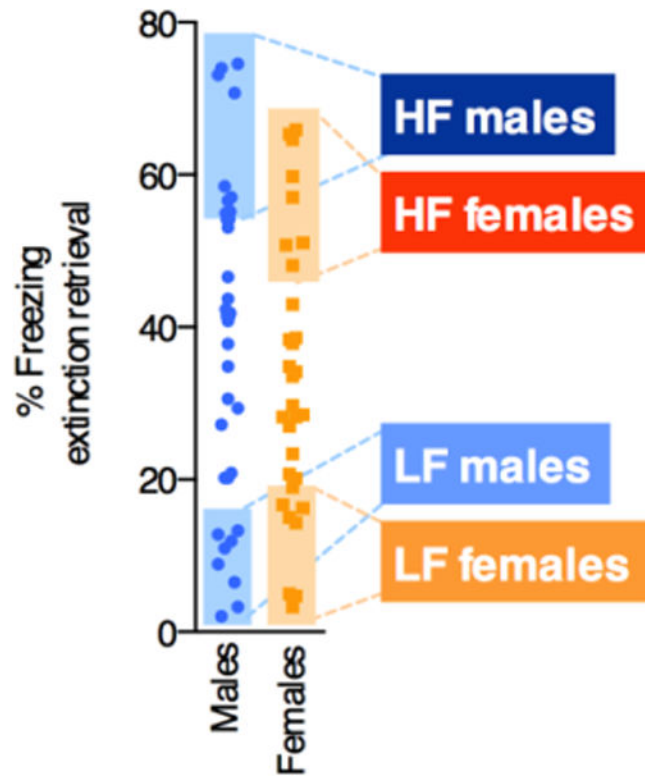 80
60
40
20
0
% Freezing
extinction retrieval
HF males
HF females
LF males
LF females
Males
Females